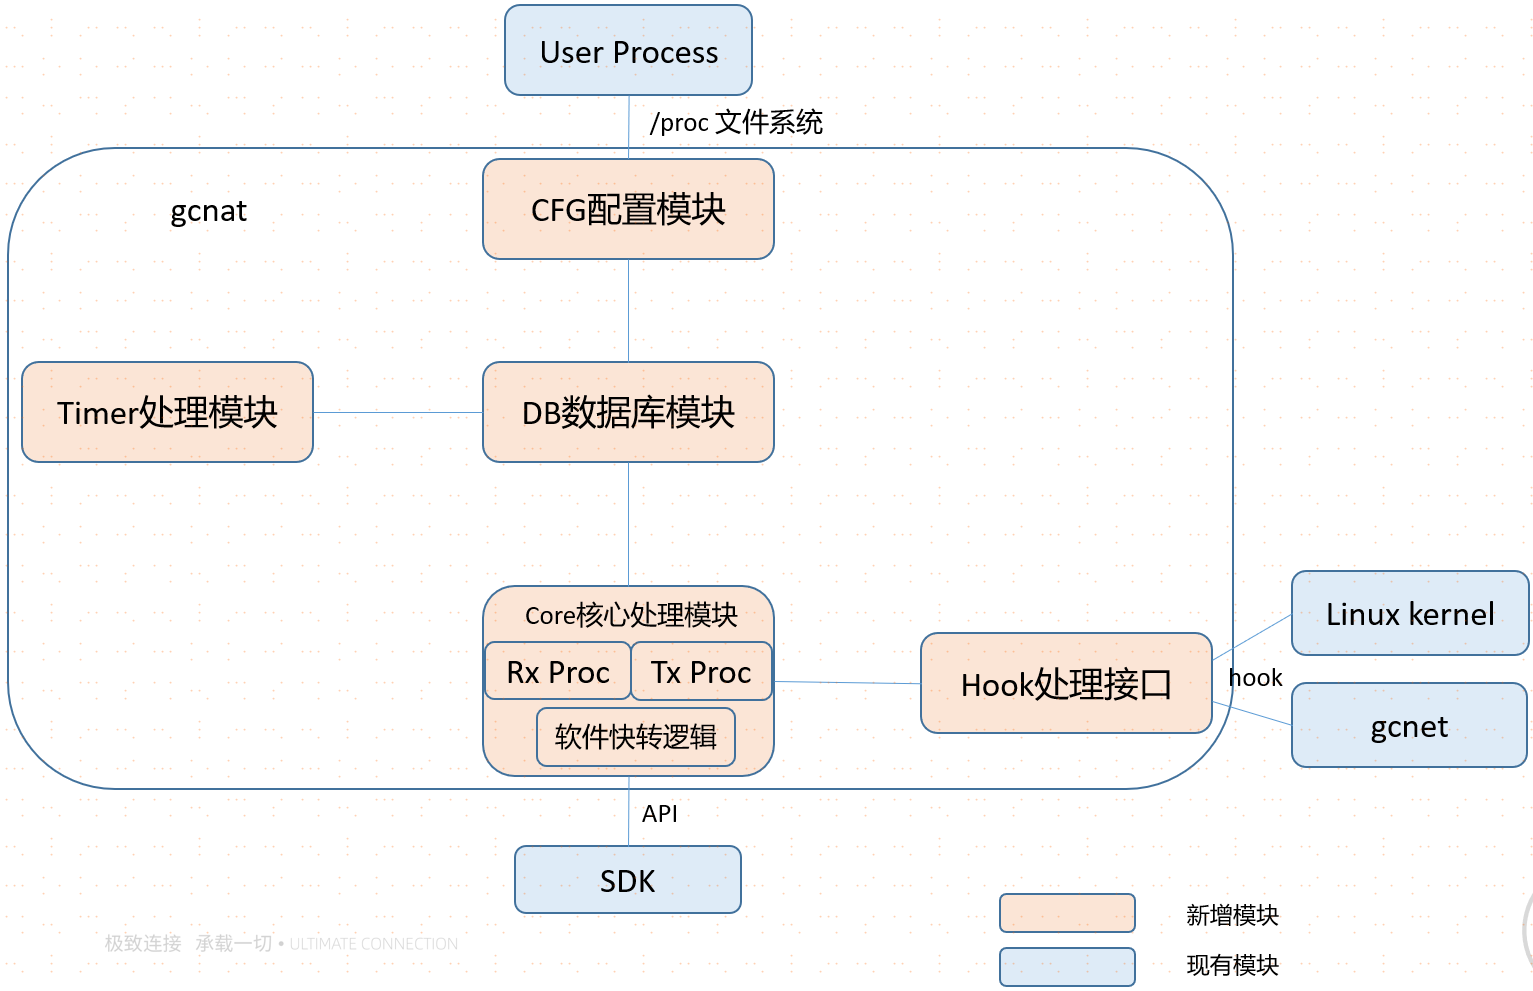 User Process
/proc 文件系统
gcnat
CFG配置模块
Timer处理模块
DB数据库模块
Core核心处理模块
Rx Proc
Tx Proc
软件快转逻辑
Hook处理接口
Linux kernel
hook
gcnet
API
SDK
新增模块
现有模块
极致连接 承载一切 • ULTIMATE CONNECTION